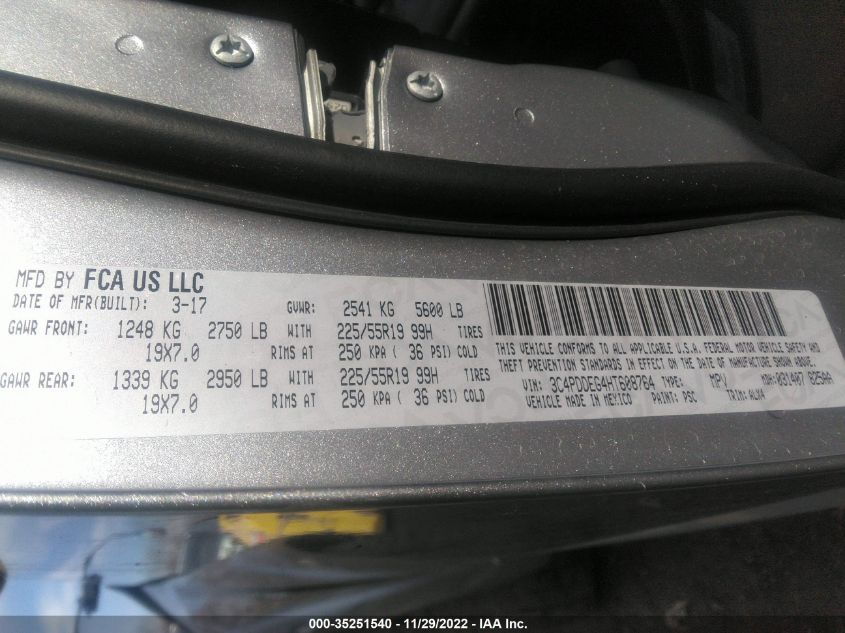 MFD BY FCA US LLC
DATE OF MFR(BUILT): 3-17 GVWR: 2541 KG 5600 LB
GAWR FRONT: 1248 KG 2750 LB WITH 225/55R19 99H TIRES
19X7.0 RIMS AT 250 KPA ( 36 PSI) COLD
GAWR REAR: 1339 KG 2950 LB WITH 225/55R19 99H TIRES
19X7.0 RIMS AT 250 KPA ( 36 PSI) COLD
THIS VEHICLE CONFORMS TO ALL APPLICABLE U.S.A. FEDERAL MOTOR VEHICLE SAFETY AND
THEFT PREVENTION STANDARDS IN EFFECT ON THE DATE OF MANUFACTURE SHOWN ABOVE.
VIN: 3C4PDDEG4HT608764 TYPE: MPV MDH: 031407 825AA
VEHICLE MADE IN MEXICO PAINT: PSC TRIM: ALXA
000-35251540 - 11/29/2022 - IAA Inc.